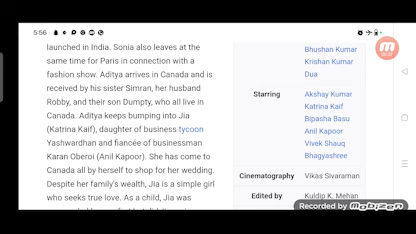 5:56
launched in India. Sonia also leaves at the
same time for Paris in connection with a
fashion show. Aditya arrives in Canada and is
received by his sister Simran, her husband
Robby, and their son Dumpty, who all live in
Canada. Aditya keeps bumping into Jia
(Katrina Kaif), daughter of business tycoon
Yashwardhan and fiancée of businessman
Karan Oberoi (Anil Kapoor). She has come to
Canada all by herself to shop for her wedding.
Despite her family's wealth, Jia is a simple girl
who seeks true love. As a child, Jia was
Bhushan Kumar
Krishan Kumar
Dua
Starring
Akshay Kumar
Katrina Kaif
Bipasha Basu
Anil Kapoor
Vivek Shauq
Bhagyashree
Cinematography Vikas Sivaraman
Edited by Kuldip K. Mehan
Recorded by Mobizen